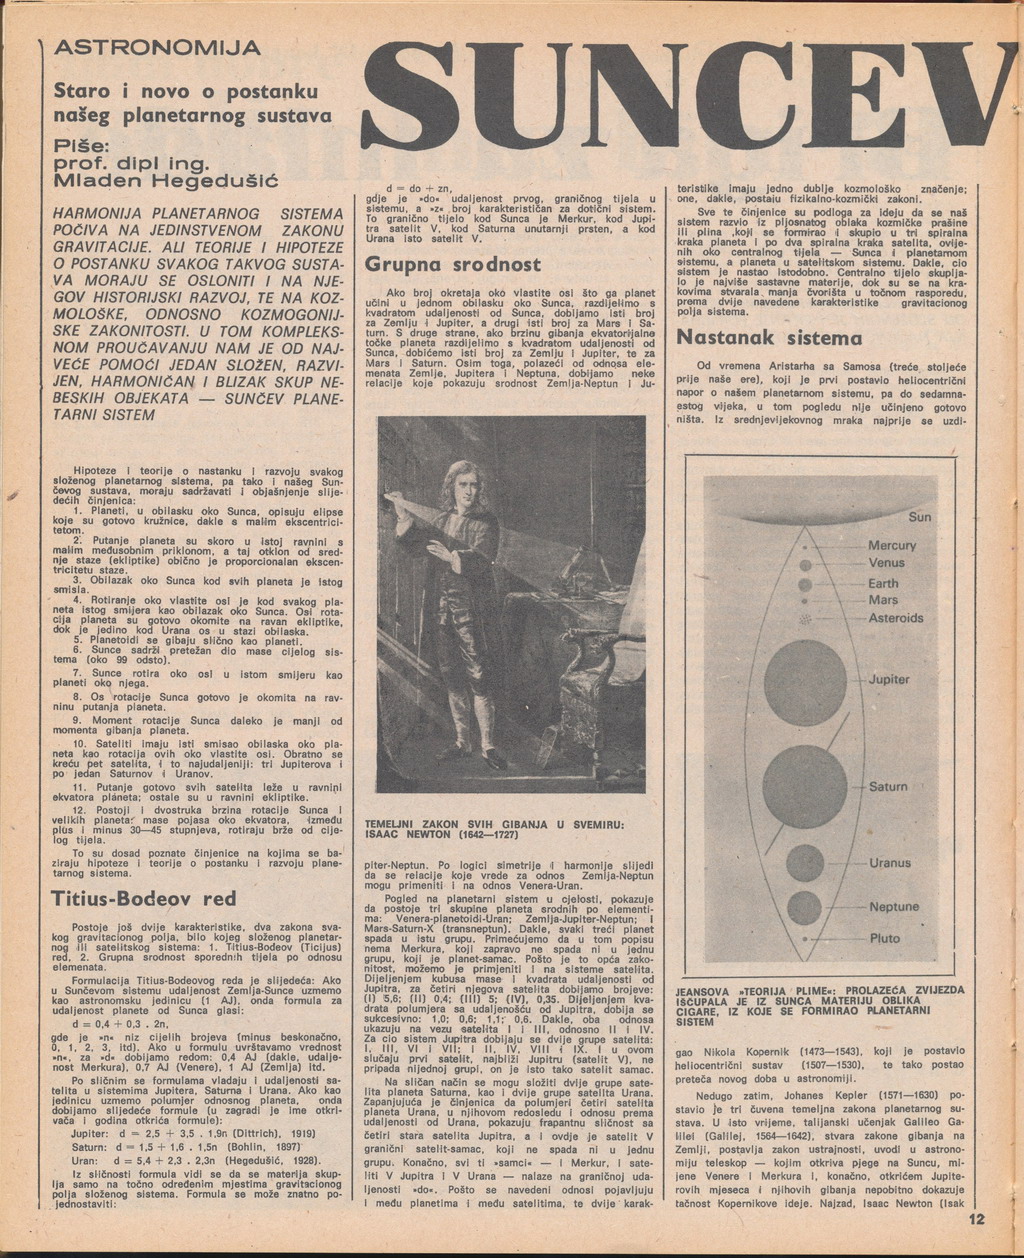 ASTRONOMIJA
Staro i novo o postanku
našeg planetarnog sustava
Piše:
prof. dipl ing.
Mladen Hegedušić
SUNCEV
HARMONIJA PLANETARNOG SISTEMA
POČIVA NA JEDINSTVENOM ZAKONU
GRAVITACIJE. ALI TEORIJE I HIPOTEZE
O POSTANKU SVAKOG TAKVOG SUSTA-
VA MORAJU SE OSLONITI I NA NJE-
GOV HISTORIJSKI RAZVOJ, TE NA KOZ-
MOLOŠKE, ODNOSNO KOZMOGONIJ-
SKE ZAKONITOSTI. U TOM KOMPLEKS-
NOM PROUČAVANJU NAM JE OD NAJ-
VEĆE POMOĆI JEDAN SLOŽEN, RAZVI-
JEN, HARMONIČAN I BLIZAK SKUP NE-
BESKIH OBJEKATA — SUNČEV PLANE-
TARNI SISTEM
Hipoteze i teorije o nastanku i razvoju svakog
složenog planetarnog sistema, pa tako i našeg Sun-
čevog sustava, moraju sadržavati i objašnjenje slije-
dećih činjenica:
1. Planeti, u obilasku oko Sunca, opisuju elipse
koje su gotovo kružnice, dakle s malim ekscentrici-
tetom.
2. Putanje planeta su skoro u istoj ravnini s
malim međusobnim priklonom, a taj otklon od sred-
nje staze (ekliptike) obično je proporcionalan ekscen-
tricitetu staze.
3. Obilazak oko Sunca kod svih planeta je istog
smisla.
4. Rotiranje oko vlastite osi je kod svakog pla-
neta istog smijera kao obilazak oko Sunca. Osi rota-
cija planeta su gotovo okomite na ravan ekliptike,
dok je jedino kod Urana os u stazi obilaska.
5. Planetoidi se gibaju slično kao planeti.
6. Sunce sadrži pretežan dio mase cijelog sis-
tema (oko 99 odsto).
7. Sunce rotira oko osi u istom smijeru kao
planeti oko njega.
8. Os rotacije Sunca gotovo je okomita na rav-
ninu putanja planeta.
9. Moment rotacije Sunca daleko je manji od
momenta gibanja planeta.
10. Sateliti imaju isti smisao obilaska oko pla-
neta kao rotacija ovih oko vlastite osi. Obratno se
kreću pet satelita, i to najudaljeniji: tri Jupiterova i
po jedan Saturnov i Uranov.
11. Putanje gotovo svih satelita leže u ravnini
ekvatora planeta; ostale su u ravnini ekliptike.
12. Postoji i dvostruka brzina rotacije Sunca i
velikih planeta: mase pojasa oko ekvatora, između
plus i minus 30—45 stupnjeva, rotiraju brže od cije-
log tijela.
To su dosad poznate činjenice na kojima se ba-
ziraju hipoteze i teorije o postanku i razvoju plane-
tarnog sistema.
Titius-Bodeov red
Postoje još dvije karakteristike, dva zakona sva-
kog gravitacionog polja, bilo kojeg složenog planetar-
nog ili satelitskog sistema: 1. Titius-Bodeov (Ticijus)
red, 2. Grupna srodnost sporednih tijela po odnosu
elemenata.
Formulacija Titius-Bodeovog reda je slijedeća: Ako
u Sunčevom sistemu udaljenost Zemlja-Sunce uzmemo
kao astronomsku jedinicu (1 AJ), onda formula za
udaljenost planete od Sunca glasi:
d = 0,4 + 0,3 . 2n,
gdje je »n« niz cijelih brojeva (minus beskonačno,
0, 1, 2, 3, itd). Ako u formulu uvrštavamo vrednost
»n«, za »d« dobijamo redom: 0,4 AJ (dakle, udalje-
nost Merkura), 0,7 AJ (Venere), 1 AJ (Zemlja) itd.
Po sličnim se formulama vladaju i udaljenosti sa-
telita u sistemima Jupitera, Saturna i Urana. Ako kao
jedinicu uzmemo polumjer odnosnog planeta, onda
dobijamo slijedeće formule (u zagradi je ime otkri-
vača i godina otkrića formule):
Jupiter: d = 2,5 + 3,5 . 1,9n (Dittrich), 1919)
Saturn: d = 1,5 + 1,6 . 1,5n (Bohlin, 1897)
Uran: d = 5,4 + 2,3 . 2,3n (Hegedušić, 1928).
Iz sličnosti formula vidi se da se materija skup-
lja samo na točno određenim mjestima gravitacionog
polja složenog sistema. Formula se može znatno po-
jednostaviti:
d = do + zn,
gdje je »do« udaljenost prvog, graničnog tijela u
sistemu, a »z« broj karakterističan za dotični sistem.
To granično tijelo kod Sunca je Merkur, kod Jupi-
tra satelit V, kod Saturna unutarnji prsten, a kod
Urana isto satelit V.
Grupna srodnost
Ako broj okretaja oko vlastite osi što ga planet
učini u jednom obilasku oko Sunca, razdijelimo s
kvadratom udaljenosti od Sunca, dobijamo isti broj
za Zemlju i Jupiter, a drugi isti broj za Mars i Sa-
turn. S druge strane, ako brzinu gibanja ekvatorijalne
točke planeta razdijelimo s kvadratom udaljenosti od
Sunca, dobićemo isti broj za Zemlju i Jupiter, te za
Mars i Saturn. Osim toga, polazeći od odnosa ele-
menata Zemlje, Jupitera i Neptuna, dobijamo neke
relacije koje pokazuju srodnost Zemlja-Neptun i Ju-
TEMELJNI ZAKON SVIH GIBANJA U SVEMIRU:
ISAAC NEWTON (1642—1727)
piter-Neptun. Po logici simetrije i harmonije slijedi
da se relacije koje vrede za odnos Zemlja-Neptun
mogu primeniti i na odnos Venera-Uran.
Pogled na planetarni sistem u cjelosti, pokazuje
da postoje tri skupine planeta srodnih po elementi-
ma: Venera-planetoidi-Uran; Zemlja-Jupiter-Neptun; i
Mars-Saturn-X (transneptun). Dakle, svaki treći planet
spada u istu grupu. Primećujemo da u tom popisu
nema Merkura, koji zapravo ne spada ni u jednu
grupu, koji je planet-samac. Pošto je to opća zako-
nitost, možemo je primjeniti i na sisteme satelita.
Dijeljenjem kubusa mase i kvadrata udaljenosti od
Jupitra, za četiri njegova satelita dobijamo brojeve:
(I) 5,6; (II) 0,4; (III) 5; (IV), 0,35. Dijeljenjem kva-
drata polumjera sa udaljenošću od Jupitra, dobija se
sukcesivno: 1,0; 0,6; 1,1; 0,6. Dakle, oba odnosa
ukazuju na vezu satelita I i III, odnosno II i IV.
Za cio sistem Jupitra dobijaju se dvije grupe satelita:
I, III, VI i VII; i II, IV, VIII i IX. I u ovom
slučaju prvi satelit, najbliži Jupitru (satelit V), ne
pripada nijednoj grupi, on je isto tako satelit samac.
Na sličan način se mogu složiti dvije grupe sate-
lita planeta Saturna, kao i dvije grupe satelita Urana.
Zapanjujuća je činjenica da polumjeri četiri satelita
planeta Urana, u njihovom redosledu i odnosu prema
udaljenosti od Urana, pokazuju frapantnu sličnost sa
četiri stara satelita Jupitra, a i ovdje je satelit V
granični satelit-samac, koji ne spada ni u jednu
grupu. Konačno, svi ti »samci« — i Merkur, i sate-
liti V Jupitra i V Urana — nalaze na graničnoj uda-
ljenosti »do«. Pošto se navedeni odnosi pojavljuju
i među planetima i među satelitima, te dvije karak-
teristike imaju jedno dublje kozmološko značenje;
one, dakle, postaju fizikalno-kozmički zakoni.
Sve te činjenice su podloga za ideju da se naš
sistem razvio iz pljosnatog oblaka kozmičke prašine
ili plina ,koji se formirao i skupio u tri spiralna
kraka planeta i po dva spiralna kraka satelita, ovije-
nih oko centralnog tijela — Sunca i planetarnom
sistemu, a planeta u satelitskom sistemu. Dakle, cio
sistem je nastao istodobno. Centralno tijelo skuplja-
lo je najviše sastavne materije, dok su se na kra-
kovima stvarala manja čvorišta u točnom rasporedu,
prema dvije navedene karakteristike gravitacionog
polja sistema.
Nastanak sistema
Od vremena Aristarha sa Samosa (treće stoljeće
prije naše ere), koji je prvi postavio heliocentrični
napor o našem planetarnom sistemu, pa do sedamna-
estog vijeka, u tom pogledu nije učinjeno gotovo
ništa. Iz srednjevijekovnog mraka najprije se uzdi-
Sun
Mercury
Venus
Earth
Mars
Asteroids
Jupiter
Saturn
Uranus
Neptune
Pluto
JEANSOVA »TEORIJA PLIME«: PROLAZEĆA ZVIJEZDA
IŠČUPALA JE IZ SUNCA MATERIJU OBLIKA
CIGARE, IZ KOJE SE FORMIRAO PLANETARNI
SISTEM
gao Nikola Kopernik (1473—1543), koji je postavio
heliocentrični sustav (1507—1530), te tako postao
preteča novog doba u astronomiji.
Nedugo zatim, Johanes Kepler (1571—1630) po-
stavio je tri čuvena temeljna zakona planetarnog su-
stava. U isto vrijeme, talijanski učenjak Galileo Ga-
lilei (Galilej, 1564—1642), stvara zakone gibanja na
Zemlji, postavlja zakon ustrajnosti, uvodi u astrono-
miju teleskop — kojim otkriva pjege na Suncu, mi-
jene Venere i Merkura i, konačno, otkrićem Jupite-
rovih mjeseca i njihovih gibanja nepobitno dokazuje
tačnost Kopernikove ideje. Najzad, Isaac Newton (Isak
12